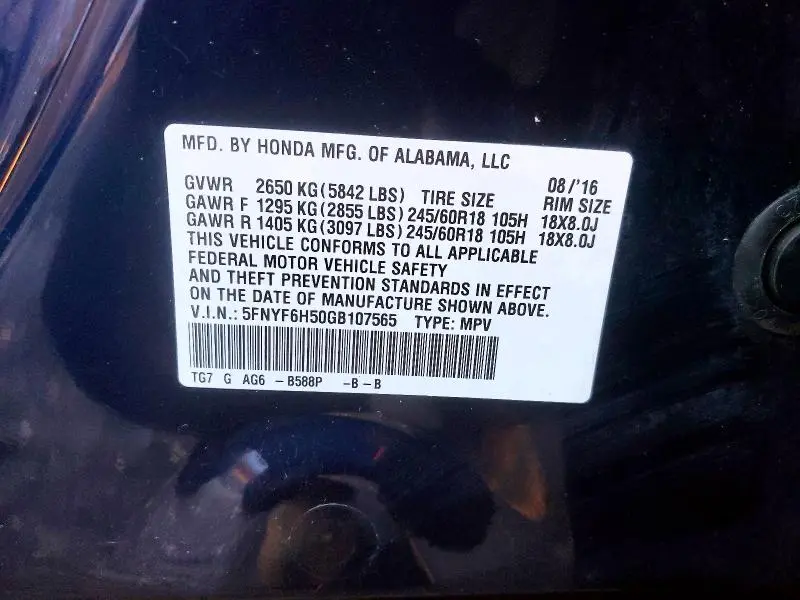 MFD. BY HONDA MFG. OF ALABAMA, LLC
08/'16
GVWR 2650 KG(5842 LBS) TIRE SIZE RIM SIZE
GAWR F 1295 KG(2855 LBS) 245/60R18 105H 18X8.0J
GAWR R 1405 KG(3097 LBS) 245/60R18 105H 18X8.0J
THIS VEHICLE CONFORMS TO ALL APPLICABLE
FEDERAL MOTOR VEHICLE SAFETY
AND THEFT PREVENTION STANDARDS IN EFFECT
ON THE DATE OF MANUFACTURE SHOWN ABOVE.
V.I.N.: 5FNYF6H50GB107565 TYPE: MPV
TG7 G AG6 - B588P -B-B